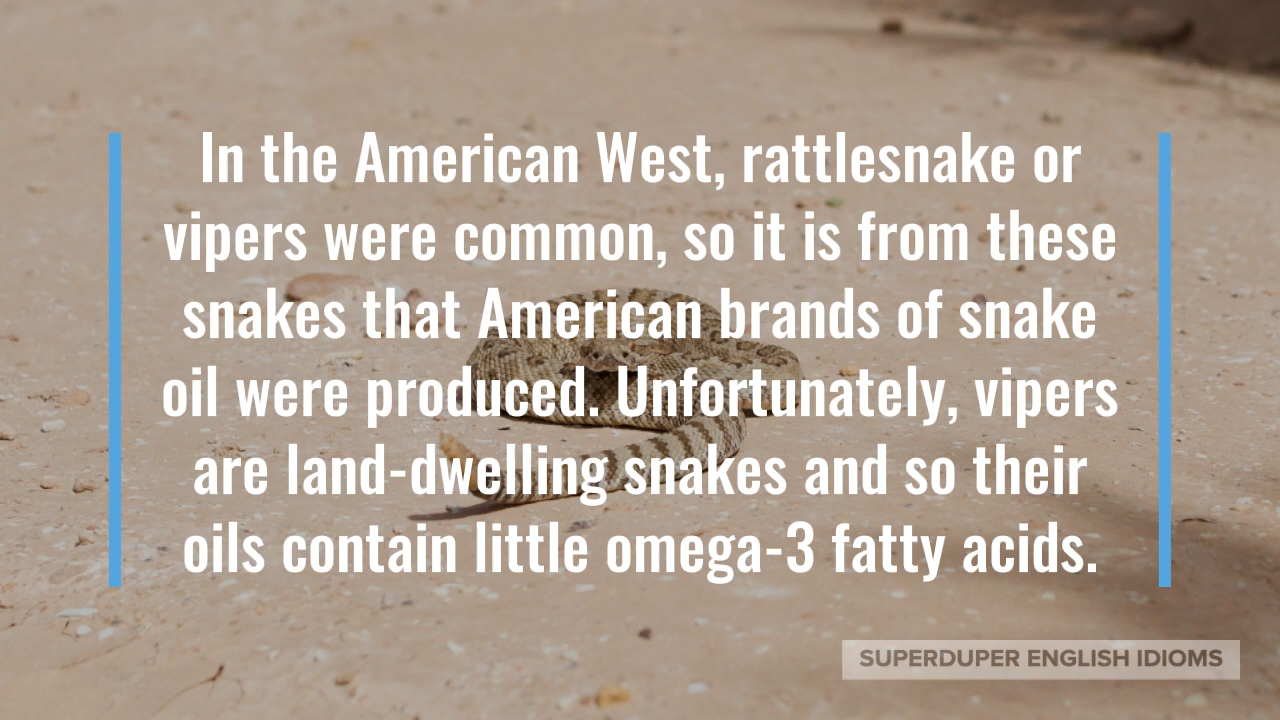 In the American West, rattlesnake or
vipers were common, so it is from these
snakes that American brands of snake
oil were produced. Unfortunately, vipers
are land-dwelling snakes and so their
oils contain little omega-3 fatty acids.
SUPERDUPER ENGLISH IDIOMS